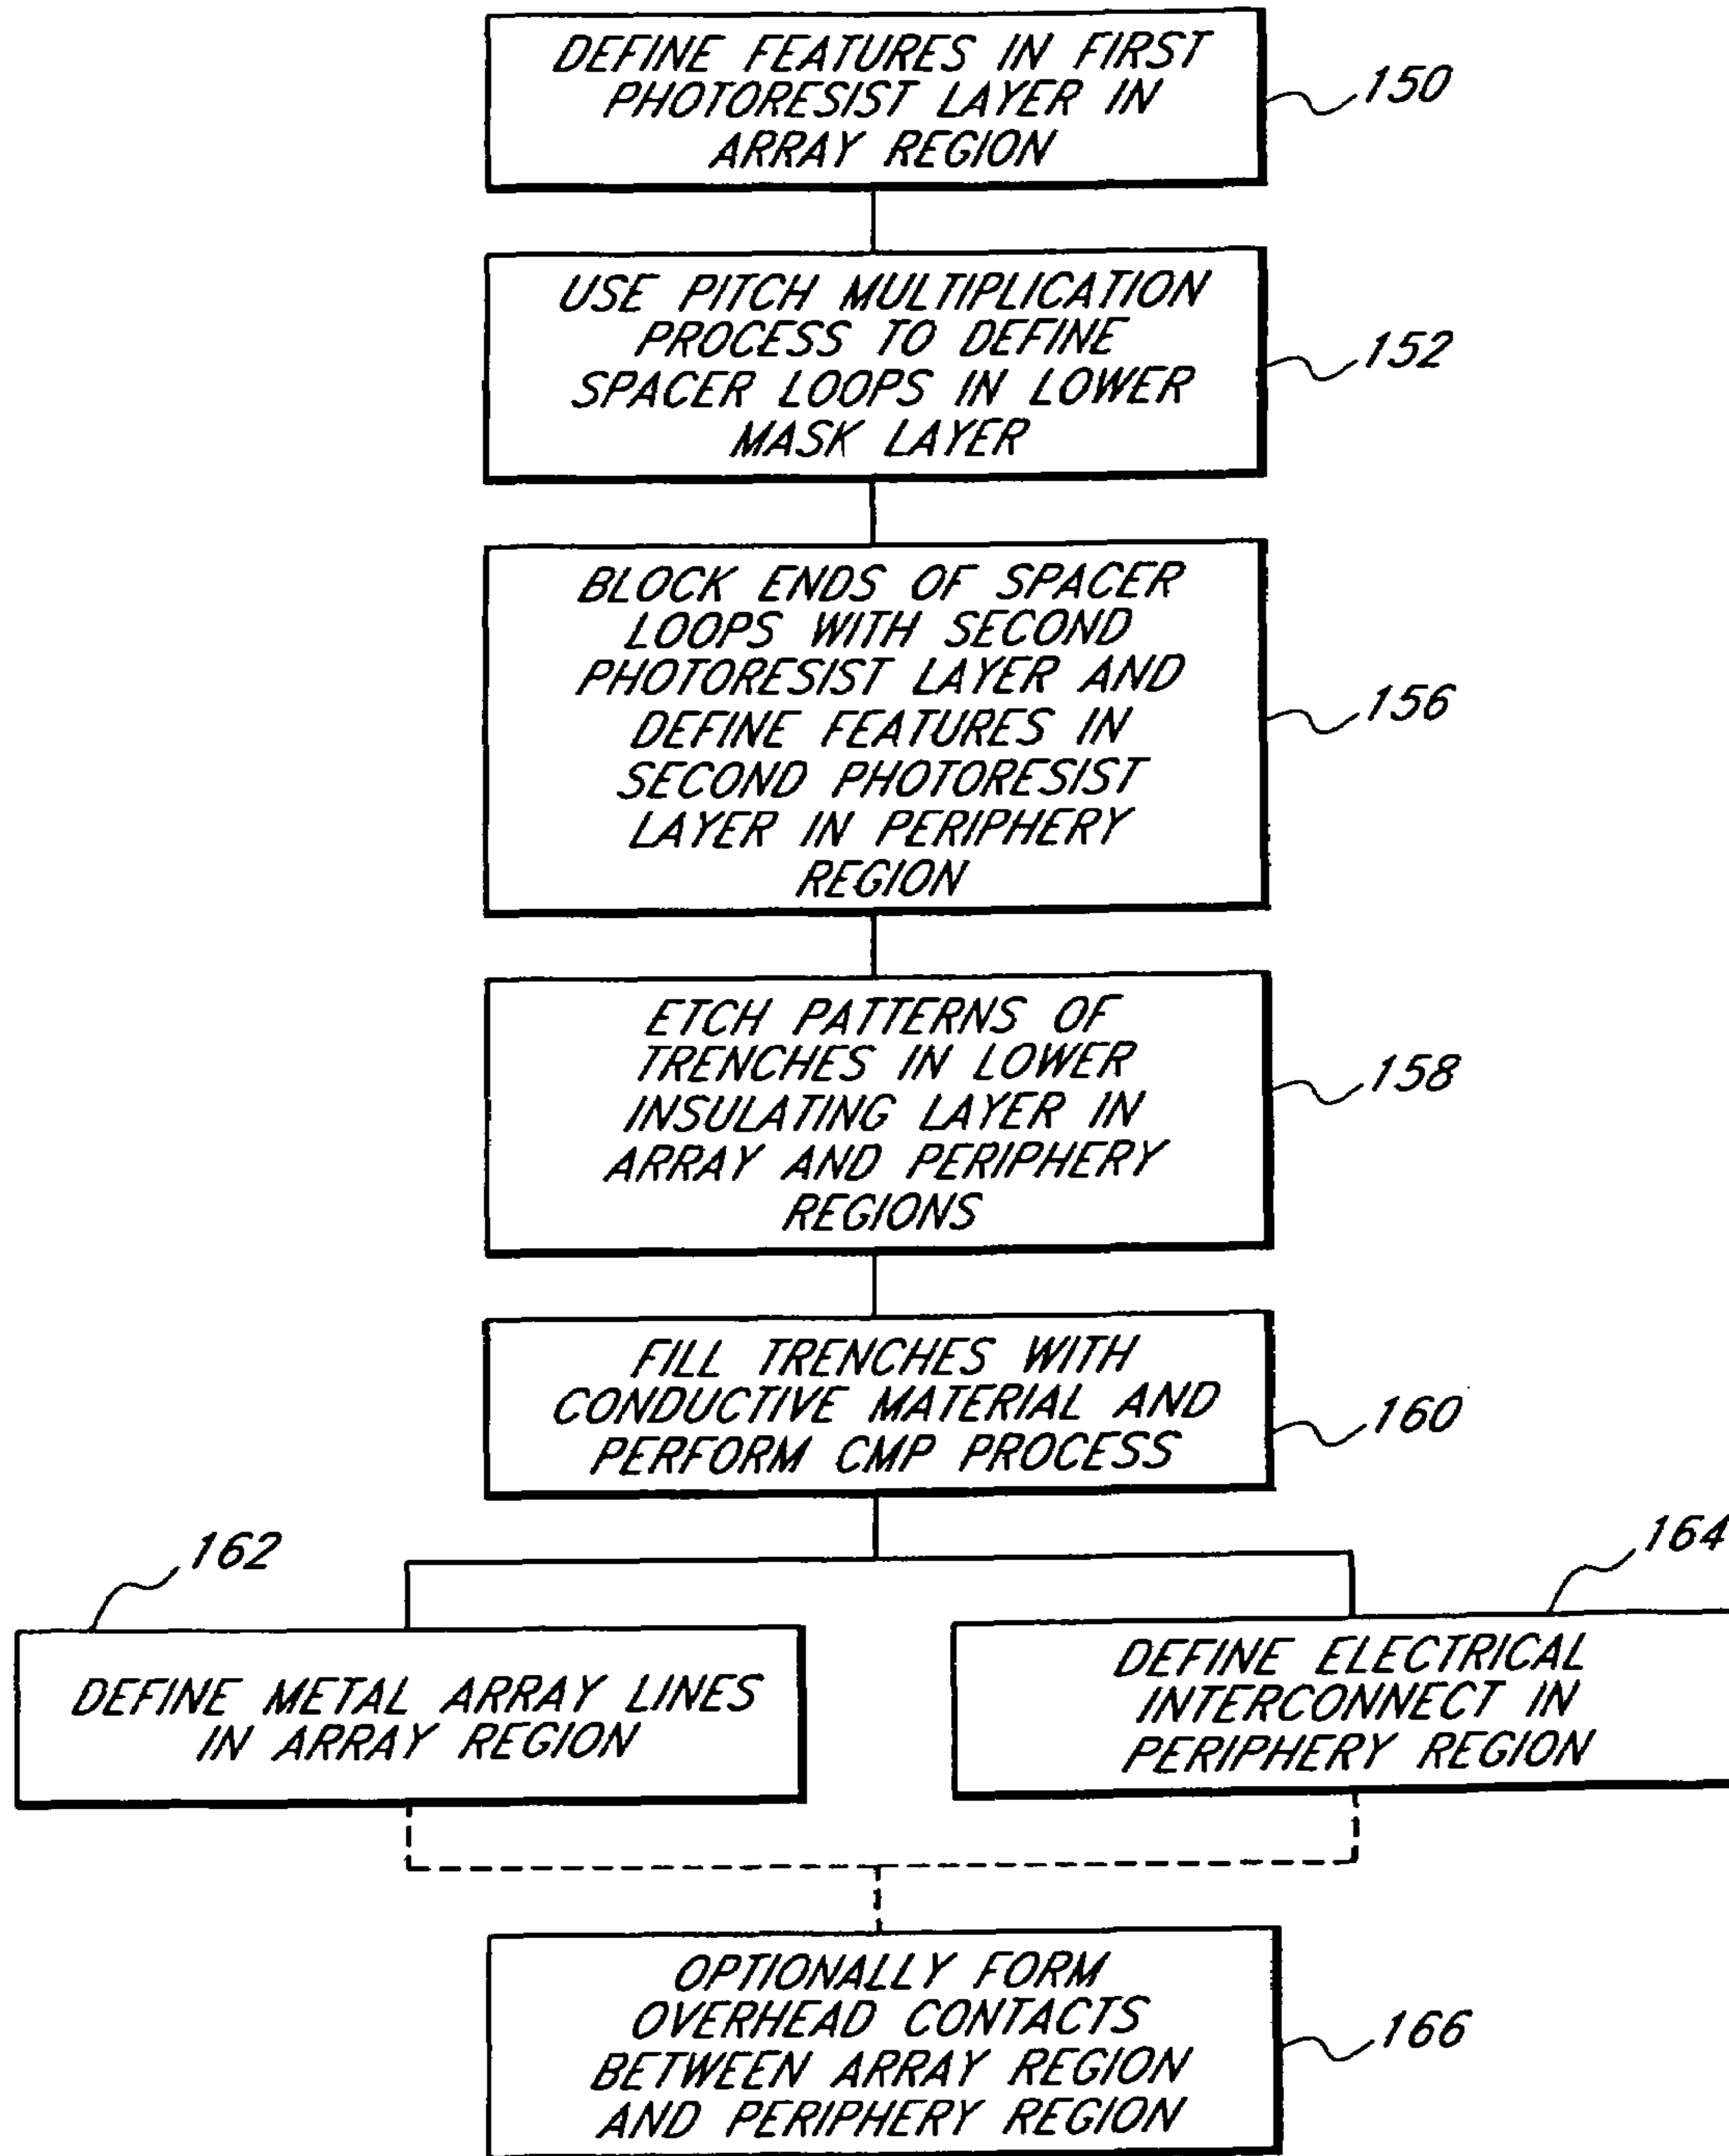 DEFINE FEATURES IN FIRST
PHOTORESIST LAYER IN
ARRAY REGION
150
USE PITCH MULTIPLICATION
PROCESS TO DEFINE
SPACER LOOPS IN LOWER
MASK LAYER
152
BLOCK ENDS OF SPACER
LOOPS WITH SECOND
PHOTORESIST LAYER AND
DEFINE FEATURES IN
SECOND PHOTORESIST
LAYER IN PERIPHERY
REGION
156
ETCH PATTERNS OF
TRENCHES IN LOWER
INSULATING LAYER IN
ARRAY AND PERIPHERY
REGIONS
158
FILL TRENCHES WITH
CONDUCTIVE MATERIAL AND
PERFORM CMP PROCESS
160
162
DEFINE METAL ARRAY LINES
IN ARRAY REGION
164
DEFINE ELECTRICAL
INTERCONNECT IN
PERIPHERY REGION
OPTIONALLY FORM
OVERHEAD CONTACTS
BETWEEN ARRAY REGION
AND PERIPHERY REGION
166